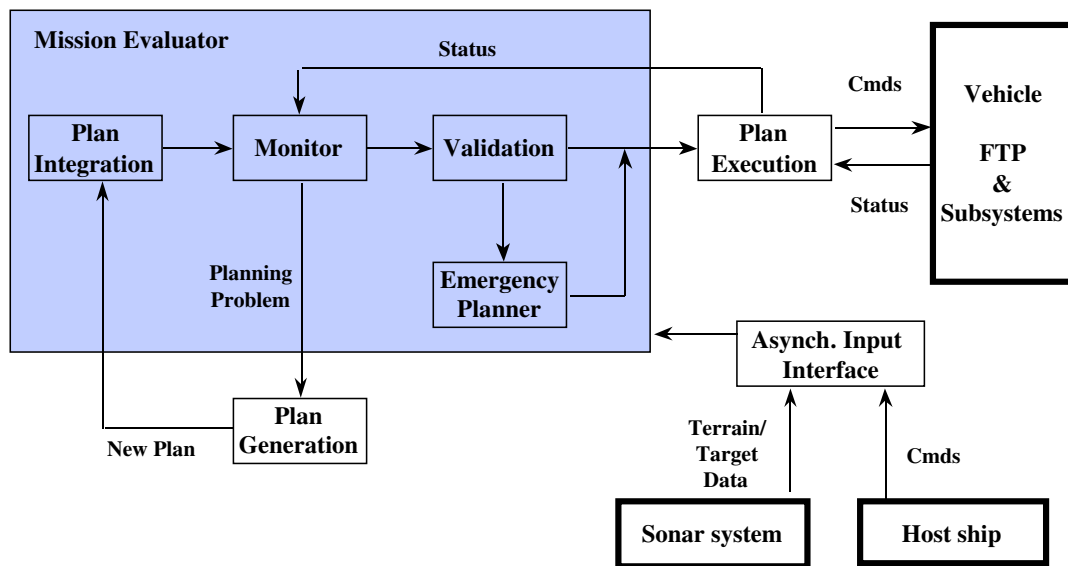 Mission Evaluator
Status
Cmds
Vehicle
FTP
&
Subsystems
Plan
Integration
Monitor
Validation
Plan
Execution
Status
Planning
Problem
Emergency
Planner
Asynch. Input
Interface
Plan
Generation
New Plan
Terrain/
Target
Data
Cmds
Sonar system
Host ship